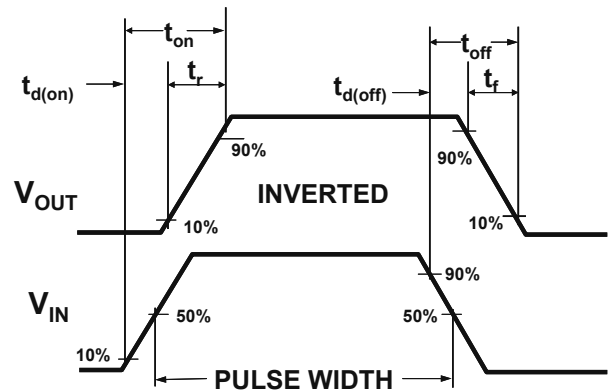 ton
toff
td(on)
tr
td(off)
tf
90%
90%
VOUT
INVERTED
10%
10%
VIN
90%
50%
50%
10%
PULSE WIDTH